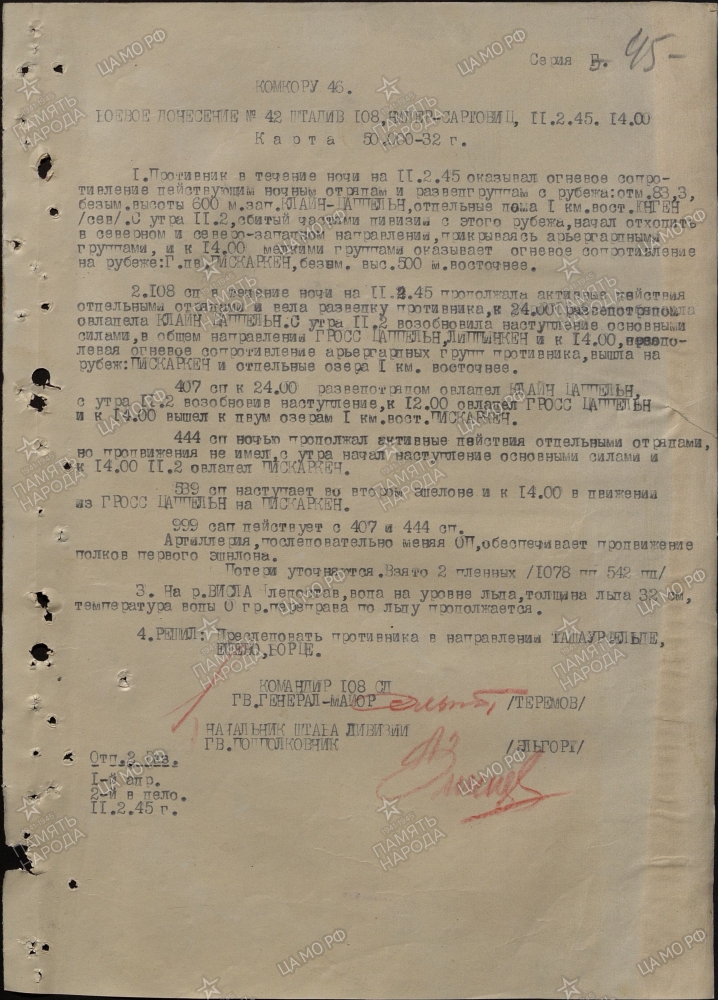 Серия Б. 45-
КОМКОРУ 46.
БОЕВОЕ ДОНЕСЕНИЕ № 42 ШТАДИВ 108, САРТОВИЦ, 11.2.45. 14.00
Карта 50.000-32 г.
1.Противник в течение ночи на 11.2.45 оказывал огневое сопро-
тивление действующим ночным отрядам и разведгруппам с рубежа:отм.83,3,
безым.высоты 600 м.зап.КЛАЙН-ЦАППЕЛЬН,отдельные дома 1 км.вост.ЮНГЕН
/сев/.С утра 11.2,сбитый частями дивизии с этого рубежа,начал отходить
в северном и северо-западном направлении,прикрываясь арьергардными
группами, и к 14.00 мелкими группами оказывает огневое сопротивление
на рубеже:Г.дв.ПИСКАРКЕН,безым. выс.500 м.восточнее.
2.108 сд в течение ночи на 11.2.45 продолжала активные действия
отдельными отрядами и вела разведку противника,к 24.00 разведотрядом
овладела КЛАЙН ЦАППЕЛЬН.С утра 11.2 возобновила наступление основными
силами,в общем направлении ГРОСС ЦАППЕЛЬН,ЛИППИНКЕН и к 14.00,преодо-
левая огневое сопротивление арьергардных групп противника,вышла на
рубеж:ПИСКАРКЕН и отдельные озера 1 км. восточнее.
407 сп к 24.00 разведотрядом овладел КЛАЙН ЦАППЕЛЬН,
с утра 11.2 возобновив наступление,к 12.00 овладел ГРОСС ЦАППЕЛЬН
и к 14.00 вышел к двум озерам 1 км.вост.ПИСКАРКЕН.
444 сп ночью продолжал активные действия отдельными отрядами,
но продвижения не имел,с утра начал наступление основными силами и
к 14.00 11.2 овладел ПИСКАРКЕН.
539 сп наступает во втором эшелоне и к 14.00 в движении
из ГРОСС ЦАППЕЛЬН на ПИСКАРКЕН.
999 сап действует с 407 и 444 сп.
Артиллерия,последовательно меняя ОП,обеспечивает продвижение
полков первого эшнлона.
Потери уточняются.Взято 2 пленных /1078 пп 542 пд/
3. На р.ВИСЛА ледостав,вода на уровне льда,толщина льда 32 см,
температура воды 0 гр.переправа по льду продолжается.
4.РЕШИЛ: Преследовать противника в направлении
КОМАНДИР 108 СД
ГВ.ГЕНЕРАЛ-МАЙОР /ТЕРЕМОВ/
НАЧАЛЬНИК ШТАБА ДИВИЗИИ
ГВ.ПОДПОЛКОВНИК /ЭЛЬГОРТ/
Отп.2 экз.
1-й адр.
2-й в дело.
11.2.45 г.
ЦАМО РФ
ПАМЯТЬ НАРОДА